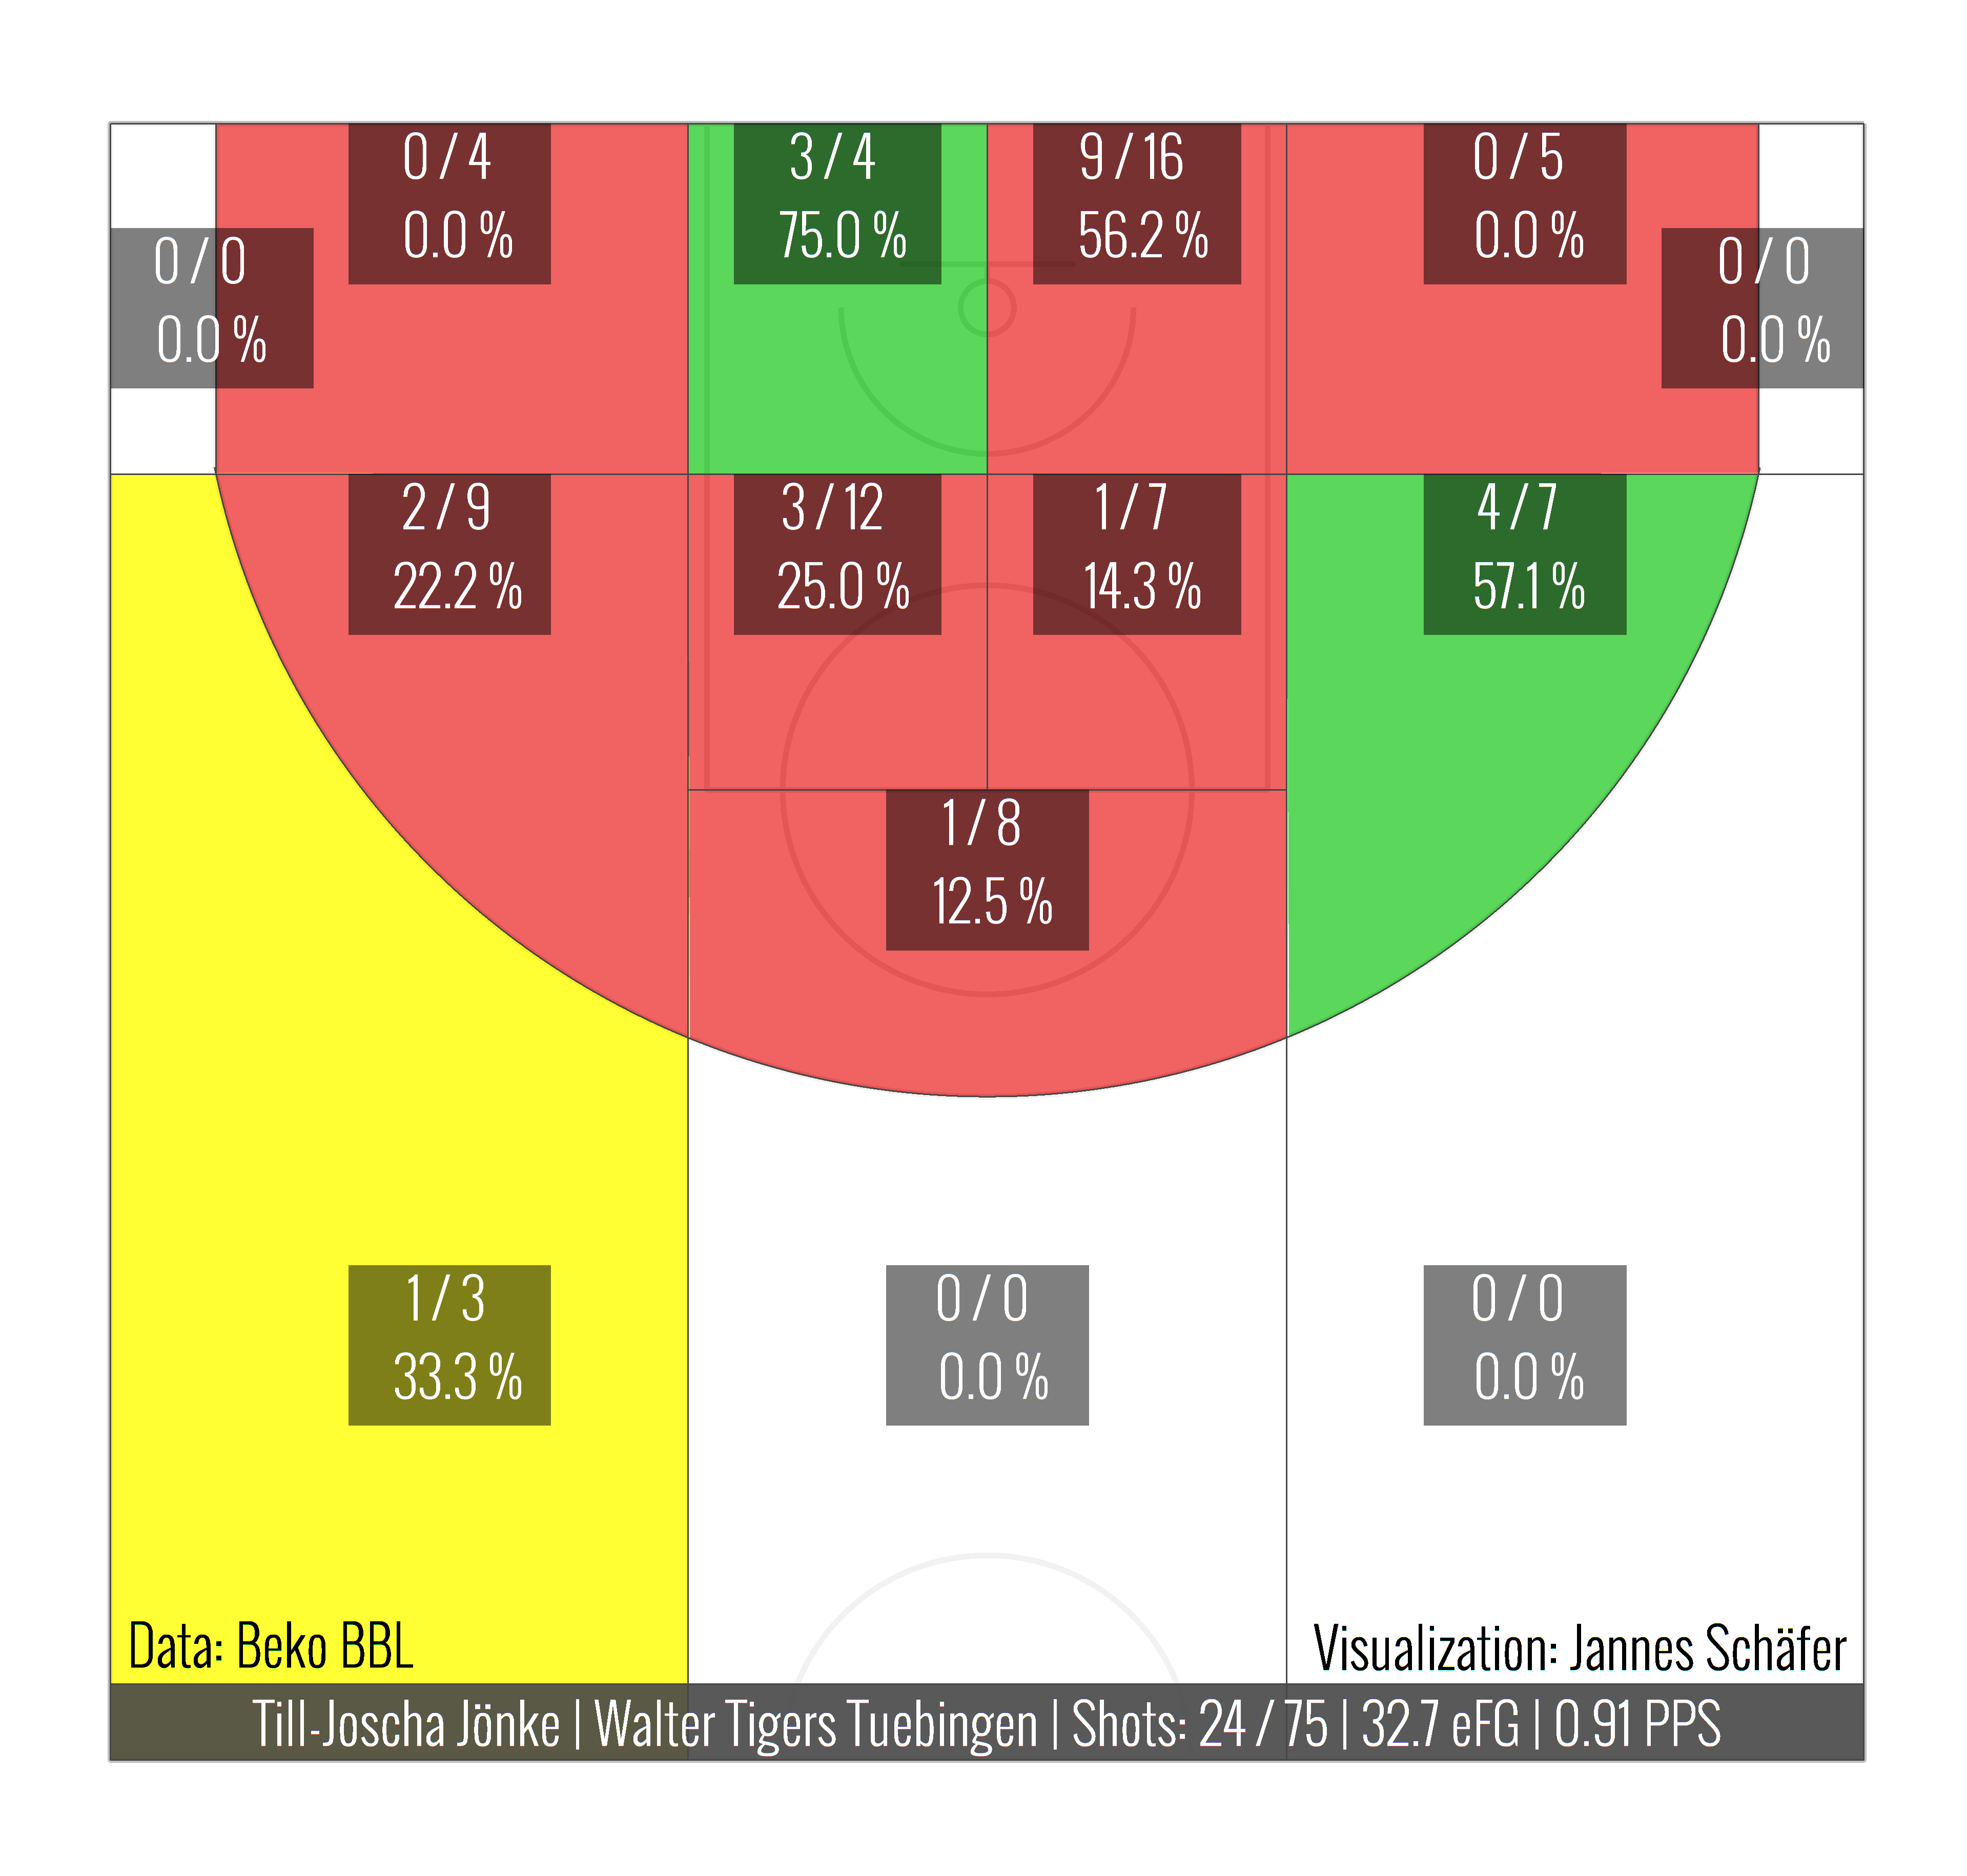 0 / 4
0.0 %
3 / 4
75.0 %
9 / 16
56.2 %
0 / 5
0.0 %
0 / 0
0.0 %
0 / 0
0.0 %
2 / 9
22.2 %
3 / 12
25.0 %
1 / 7
14.3 %
4 / 7
57.1 %
1 / 8
12.5 %
1 / 3
33.3 %
0 / 0
0.0 %
0 / 0
0.0 %
Data: Beko BBL
Visualization: Jannes Schäfer
Till-Joscha Jönke | Walter Tigers Tuebingen | Shots: 24 / 75 | 32.7 eFG | 0.91 PPS